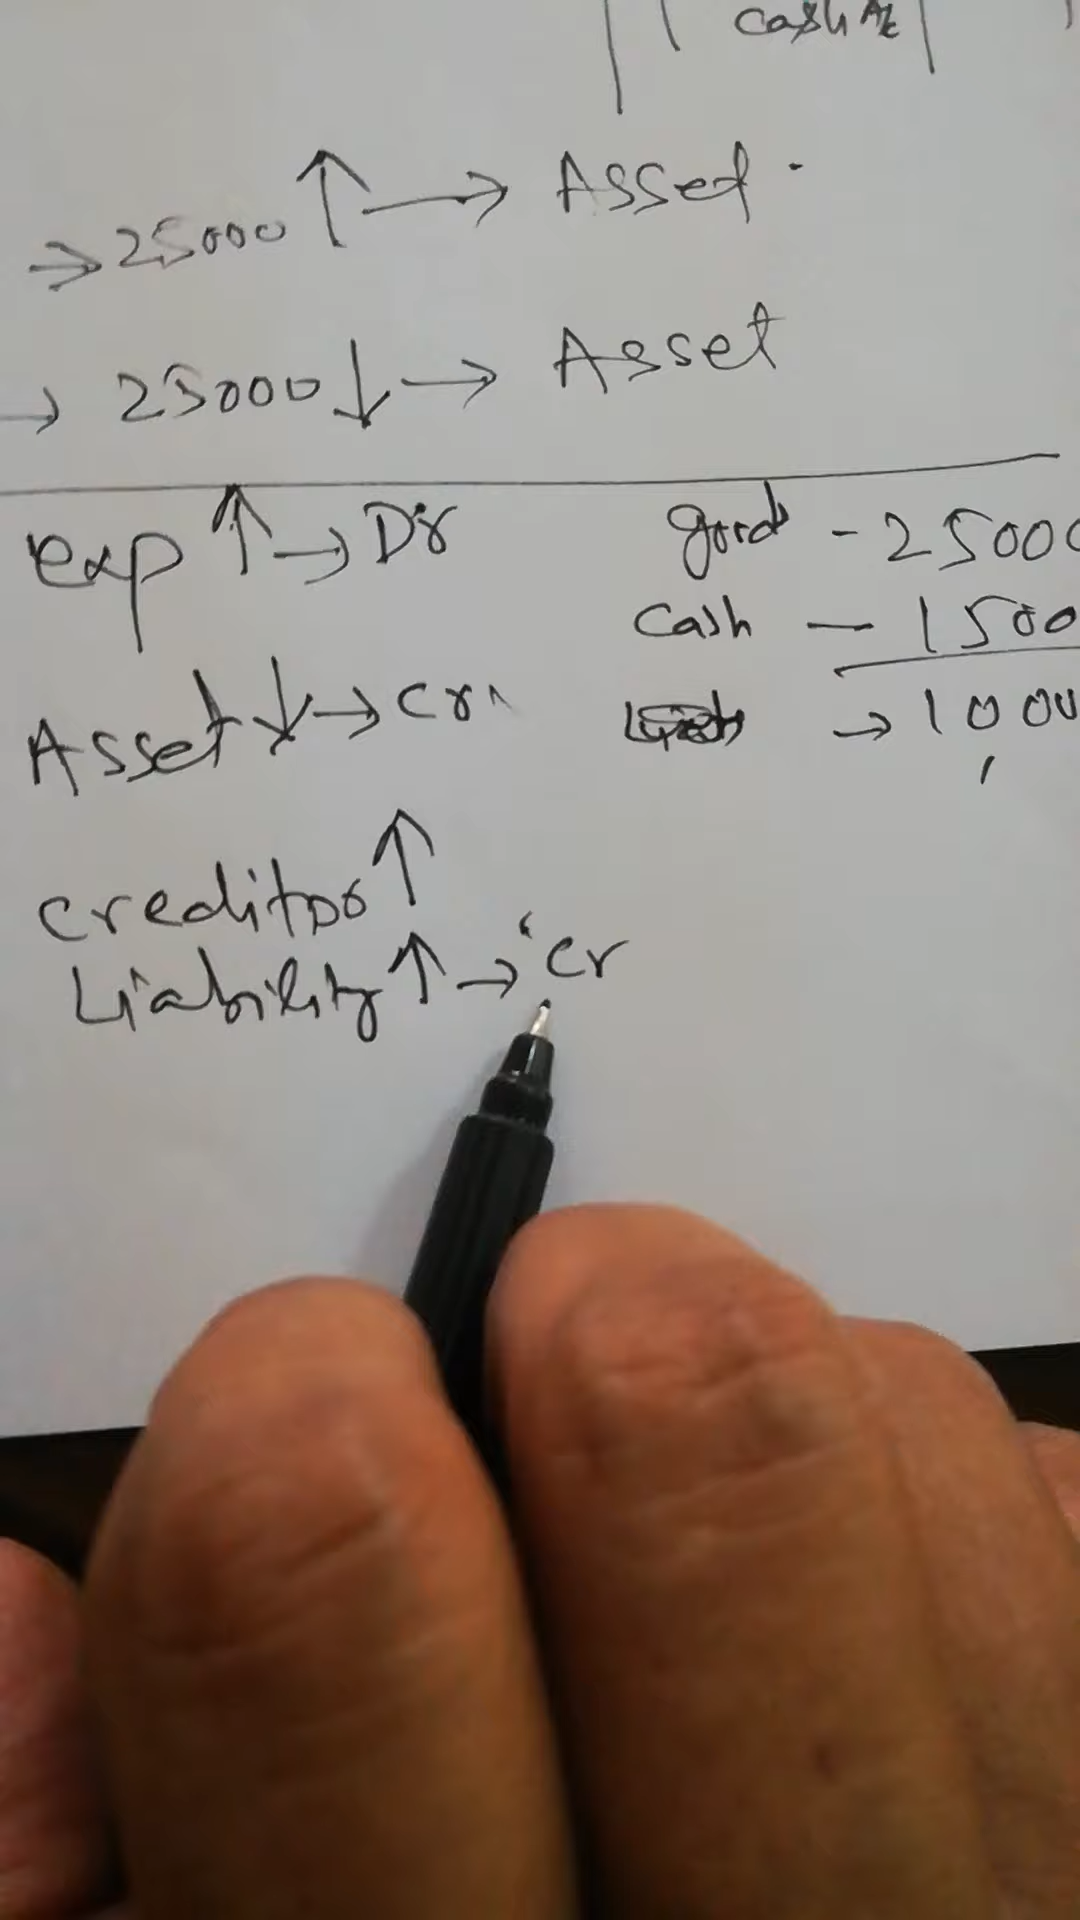 Cash A/c
→ 25000 ↑ → Asset
→ 25000 ↓ → Asset
exp ↑ → Dr
goods - 25000
Cash — 1500
Asset ↓ → Cr
→ 1000
creditors ↑
Liability ↑ → Cr